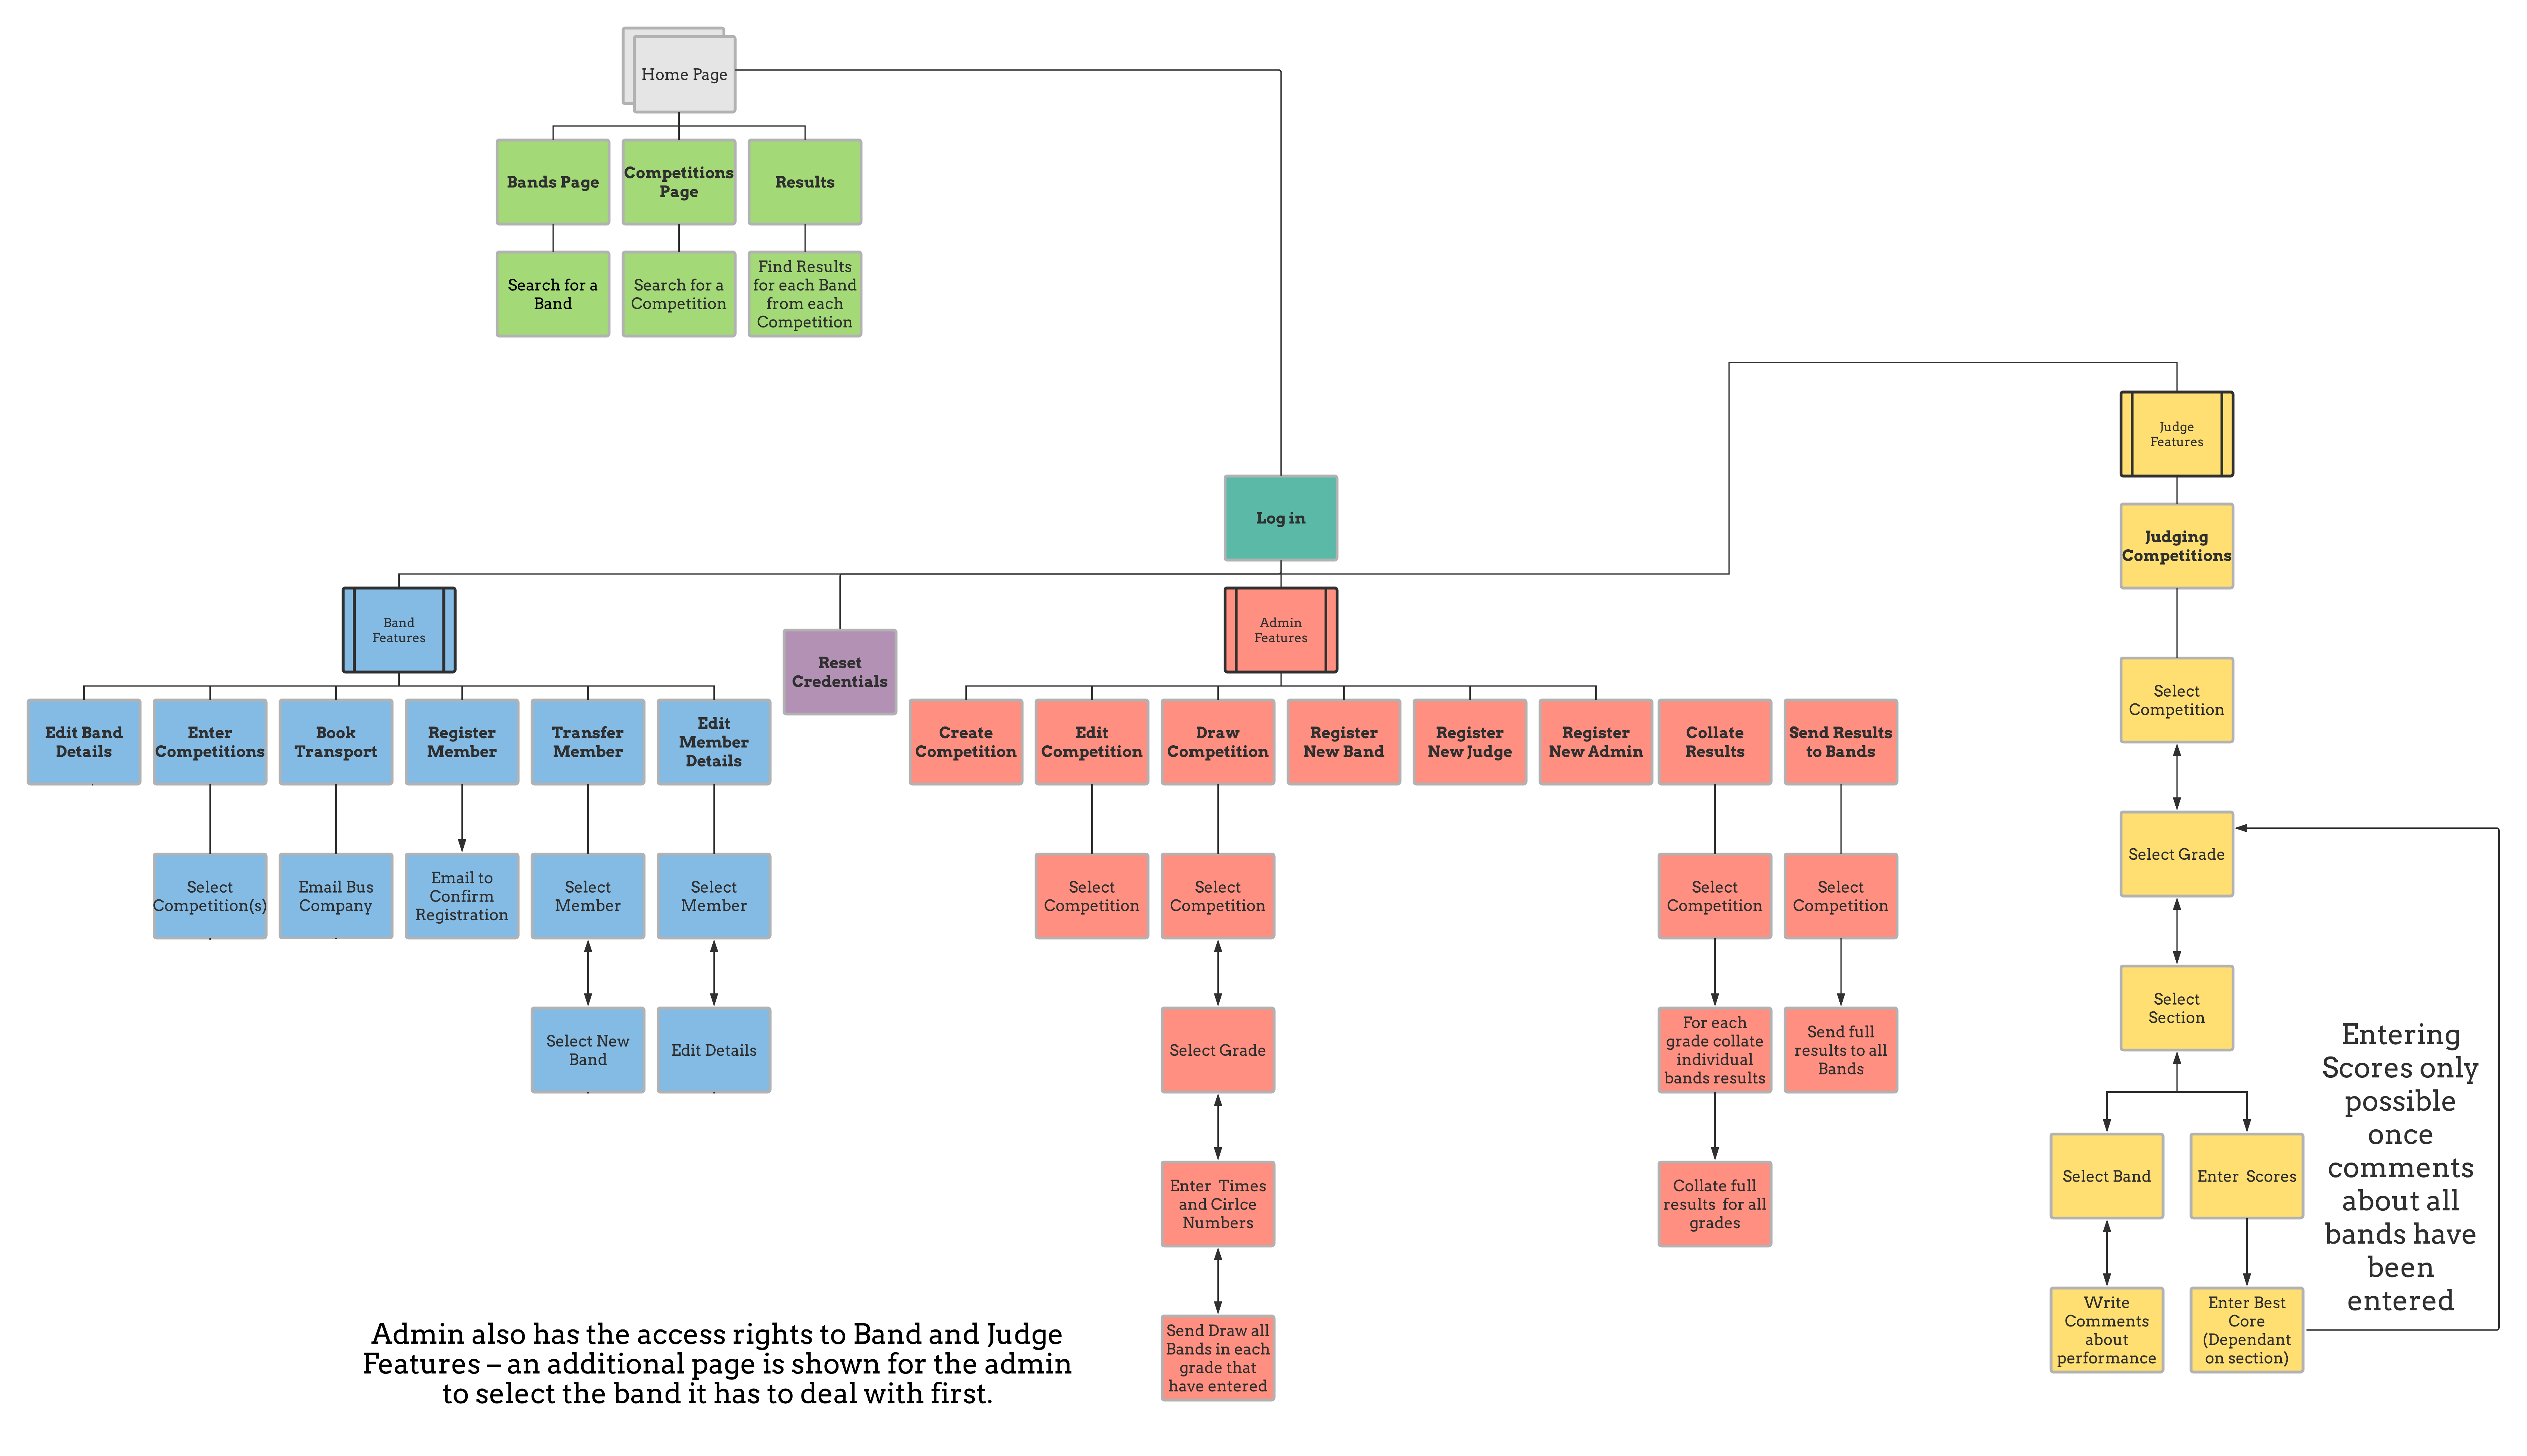 Home Page
Bands Page
Competitions
Page
Results
Search for a
Band
Search for a
Competition
Find Results
for each Band
from each
Competition
Judge
Features
Log in
Judging
Competitions
Band
Features
Admin
Features
Reset
Credentials
Select
Competition
Edit Band
Details
Enter
Competitions
Book
Transport
Register
Member
Transfer
Member
Edit
Member
Details
Create
Competition
Edit
Competition
Draw
Competition
Register
New Band
Register
New Judge
Register
New Admin
Collate
Results
Send Results
to Bands
Select Grade
Select
Competition(s)
Email Bus
Company
Email to
Confirm
Registration
Select
Member
Select
Member
Select
Competition
Select
Competition
Select
Competition
Select
Competition
Select
Section
Select New
Band
Edit Details
Select Grade
For each
grade collate
individual
bands results
Send full
results to all
Bands
Entering
Scores only
possible
once
comments
about all
bands have
been
entered
Select Band
Enter  Scores
Enter  Times
and Cirlce
Numbers
Collate full
results  for all
grades
Write
Comments
about
performance
Enter Best
Core
(Dependant
on section)
Send Draw all
Bands in each
grade that
have entered
Admin also has the access rights to Band and Judge
Features – an additional page is shown for the admin
to select the band it has to deal with first.